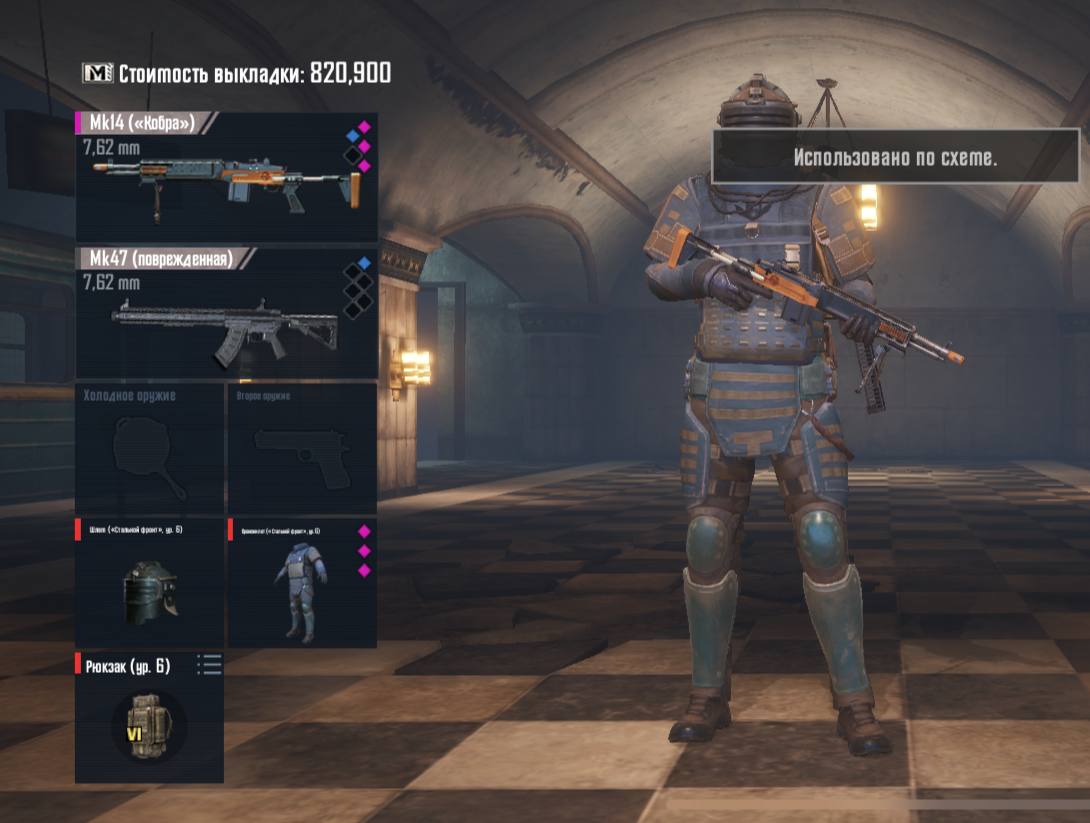 Стоимость выкладки: 820,900
Mk14 («Кобра»)
7,62 mm
Использовано по схеме.
Mk47 (поврежденная)
7,62 mm
Холодное оружие
Второе оружие
Шлем («Стальной фронт», ур. 6)
Бронежилет («Стальной фронт», ур. 6)
Рюкзак (ур. 6)
VI